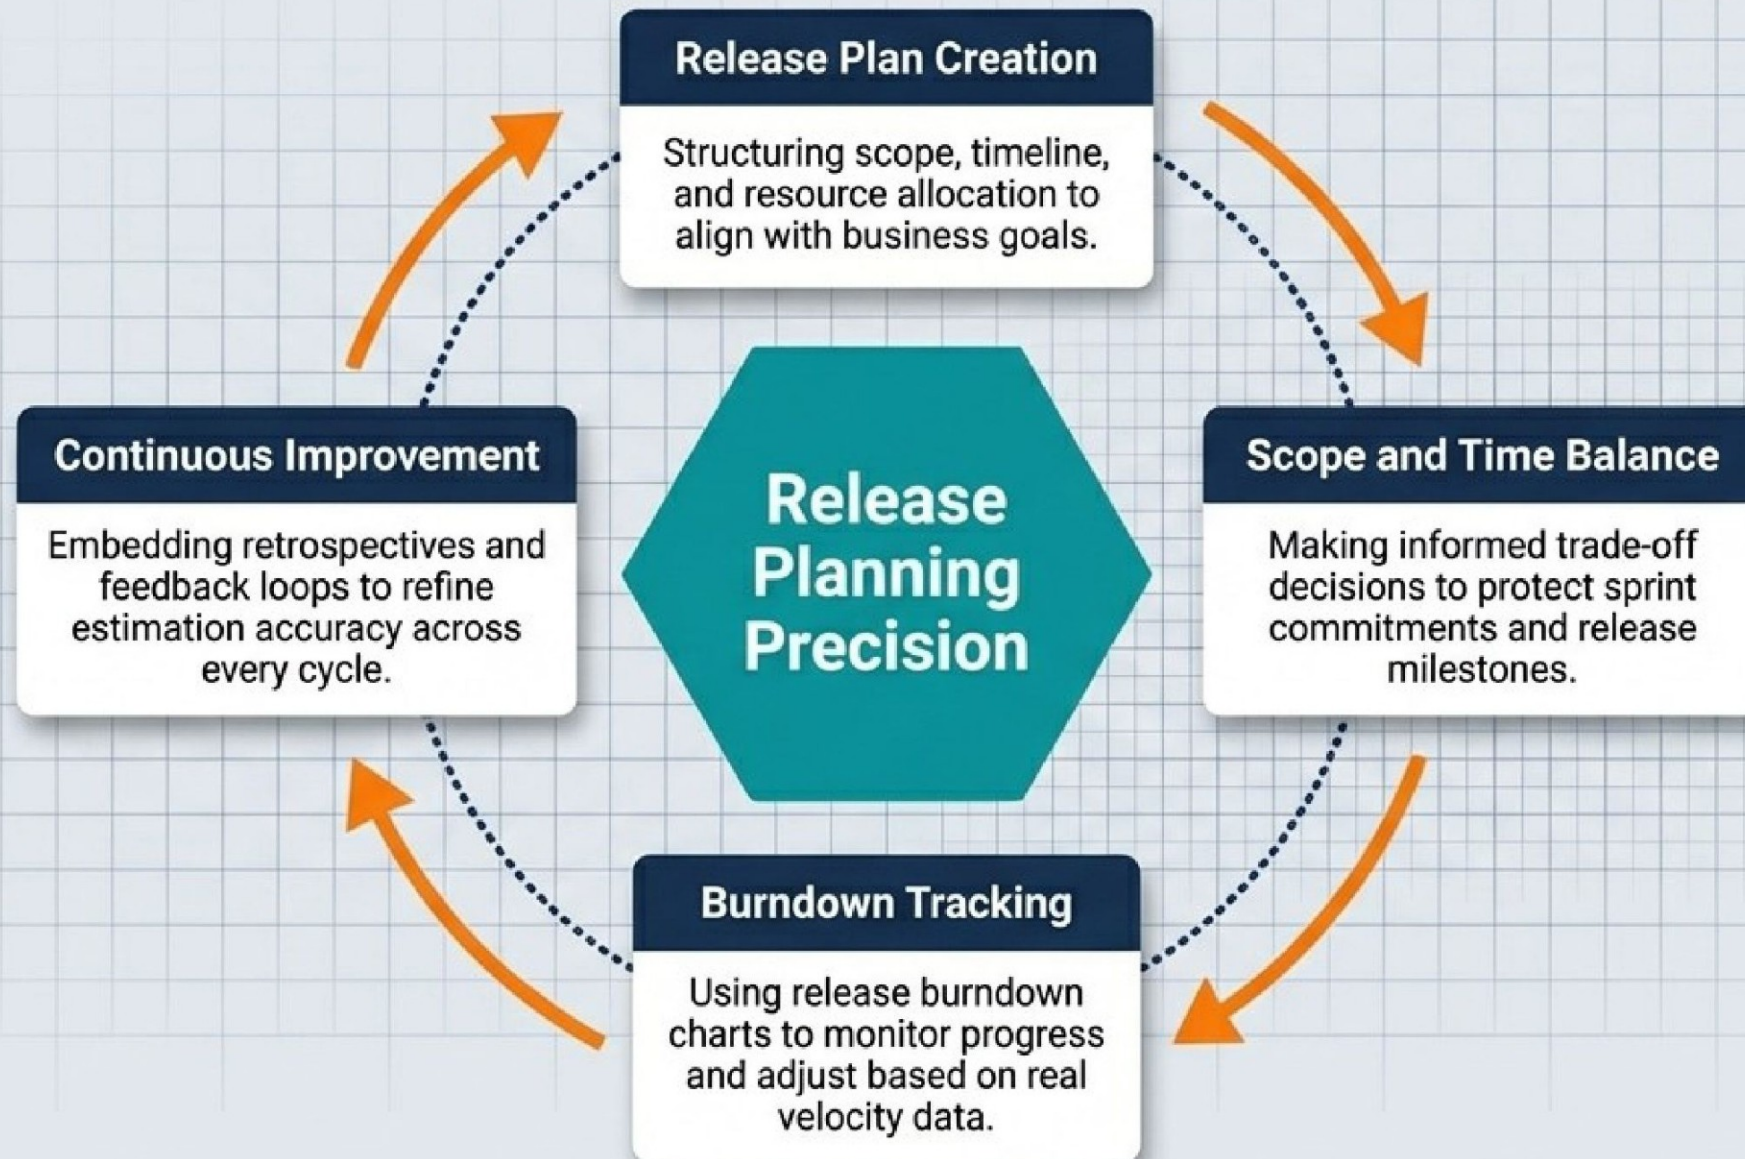 Release Plan Creation
Structuring scope, timeline,
and resource allocation to
align with business goals.
Continuous Improvement
Embedding retrospectives and
feedback loops to refine
estimation accuracy across
every cycle.
Release
Planning
Precision
Scope and Time Balance
Making informed trade-off
decisions to protect sprint
commitments and release
milestones.
Burndown Tracking
Using release burndown
charts to monitor progress
and adjust based on real
velocity data.